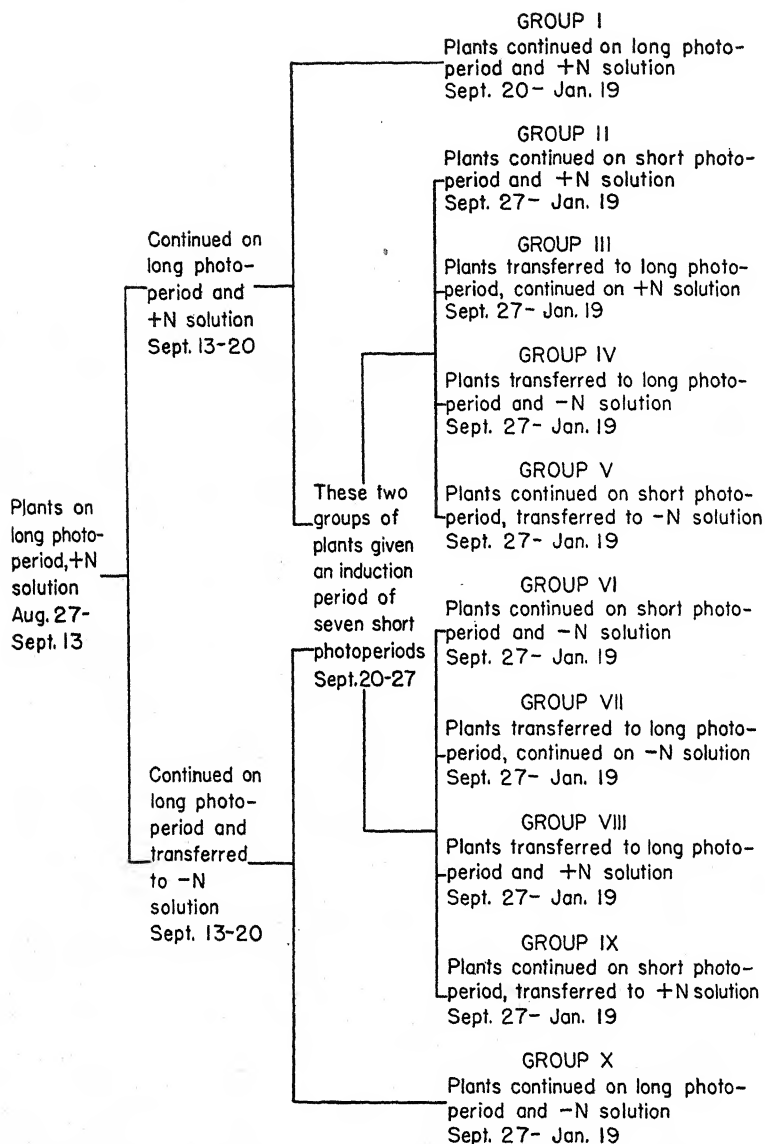 Plants on
long photo-
period,+N
solution
Aug. 27-
Sept. 13
Continued on
long photo-
period and
+N solution
Sept. 13-20
Continued on
long photo-
period and
transferred
to -N
solution
Sept. 13-20
These two
groups of
plants given
an induction
period of
seven short
photoperiods
Sept.20-27
GROUP I
Plants continued on long photo-
period and +N solution
Sept. 20- Jan. 19
GROUP II
Plants continued on short photo-
period and +N solution
Sept. 27- Jan. 19
GROUP III
Plants transferred to long photo-
period, continued on +N solution
Sept. 27- Jan. 19
GROUP IV
Plants transferred to long photo-
period and -N solution
Sept. 27- Jan. 19
GROUP V
Plants continued on short photo-
period, transferred to -N solution
Sept. 27- Jan. 19
GROUP VI
Plants continued on short photo-
period and -N solution
Sept. 27- Jan. 19
GROUP VII
Plants transferred to long photo-
period, continued on -N solution
Sept. 27- Jan. 19
GROUP VIII
Plants transferred to long photo-
period and +N solution
Sept. 27- Jan. 19
GROUP IX
Plants continued on short photo-
period, transferred to +N solution
Sept. 27- Jan. 19
GROUP X
Plants continued on long photo-
period and -N solution
Sept. 27- Jan. 19